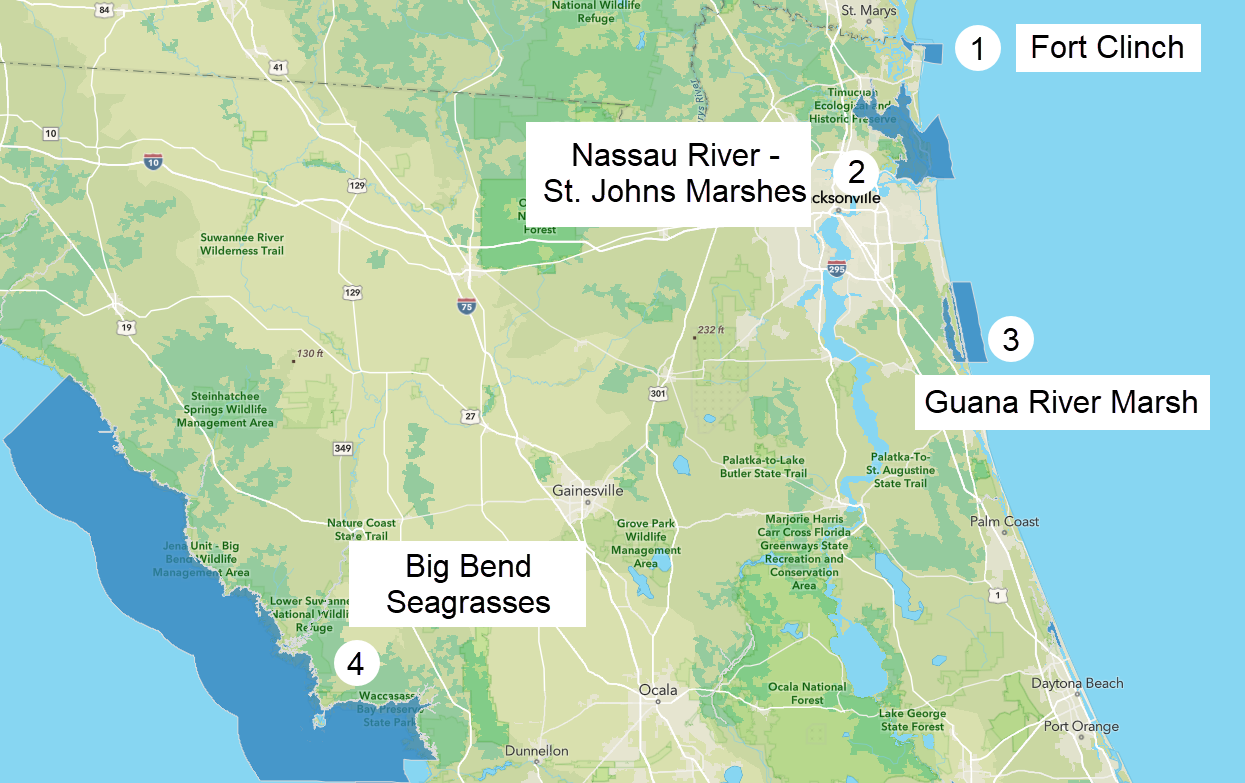 84
National Wildlife
Refuge
St. Marys
41
1
Fort Clinch
Timucuan
Ecological and
Historic Preserve
10
10
Nassau River -
St. Johns Marshes
2
cksonville
129
Forest
Suwannee River
Wilderness Trail
295
129
75
19
232 ft
3
130 ft
301
Guana River Marsh
Steinhatchee
Springs Wildlife
Management Area
27
349
Palatka-to-Lake
Butler State Trail
Palatka-To-
St. Augustine
State Trail
Gainesville
Nature Coast
State Trail
Grove Park
Wildlife
Management
Area
Marjorie Harris
Carr Cross Florida
Greenways State
Recreation and
Conservation
Area
Palm Coast
Jena Unit - Big
Bend Wildlife
Management Area
Big Bend
Seagrasses
1
Lower Suwanne
National Wildli
Refuge
4
Waccasass
Bay Preserve
State Park
Ocala
Ocala National
Forest
Daytona Beach
Lake George
State Forest
Port Orange
Dunnellon